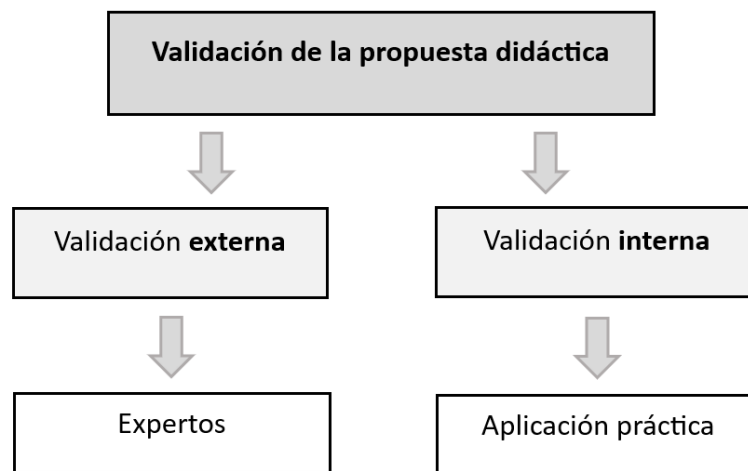 Validación de la propuesta didáctica
Validación externa
Validación interna
Expertos
Aplicación práctica